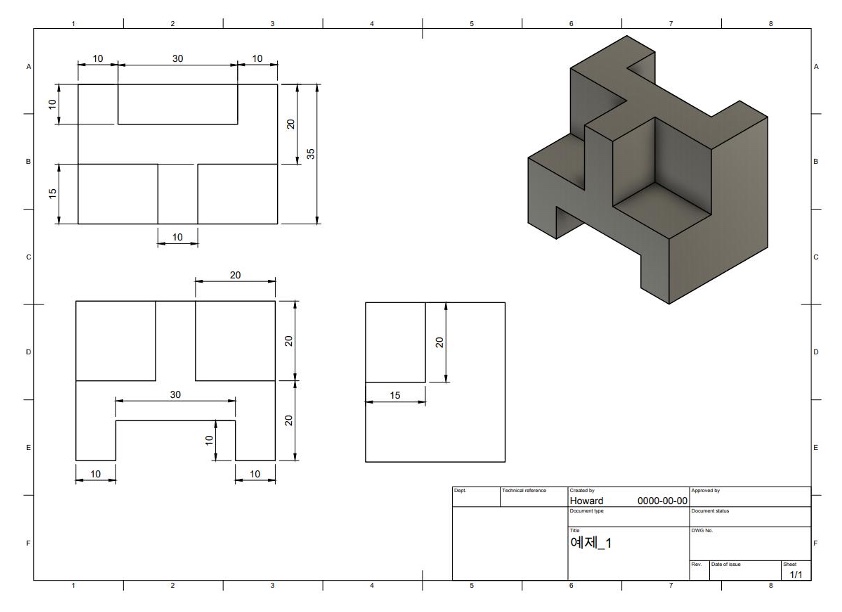 1 2 3 4 5 6 7 8
A A
10 30 10
10
20
35
B B
15
10
C C
20
20
D D
20
30
15
20
10
E E
10 10
Dept. Technical reference Created by Approved by
Howard 0000-00-00
Document type Document status
Title DWG No.
예제_1
F F
Rev. Date of issue Sheet
1/1
1 2 3 4 5 6 7 8